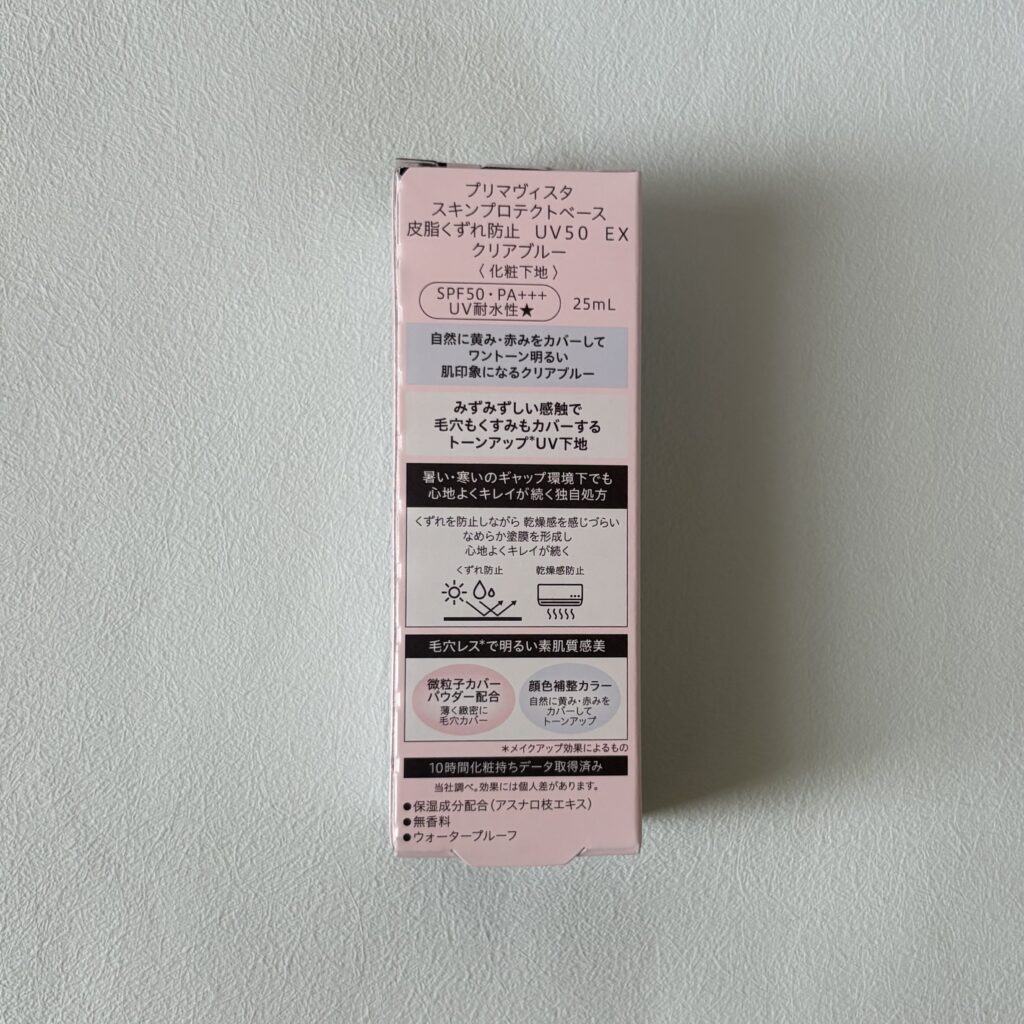 プリマヴィスタ
スキンプロテクトベース
皮脂くずれ防止 UV50 EX
クリアブルー
〈化粧下地〉
SPF50・PA+++
UV耐水性★
25mL
自然に黄み・赤みをカバーして
ワントーン明るい
肌印象になるクリアブルー
みずみずしい感触で
毛穴もくすみもカバーする
トーンアップ*UV下地
暑い・寒いのギャップ環境下でも
心地よくキレイが続く独自処方
くずれを防止しながら 乾燥感を感じづらい
なめらか塗膜を形成し
心地よくキレイが続く
くずれ防止 乾燥感防止
毛穴レス*で明るい素肌質感美
微粒子カバー
パウダー配合
薄く緻密に
毛穴カバー
顔色補整カラー
自然に黄み・赤みを
カバーして
トーンアップ
*メイクアップ効果によるもの
10時間化粧持ちデータ取得済み
当社調べ。効果には個人差があります。
●保湿成分配合(アスナロ枝エキス)
●無香料
●ウォータープルーフ